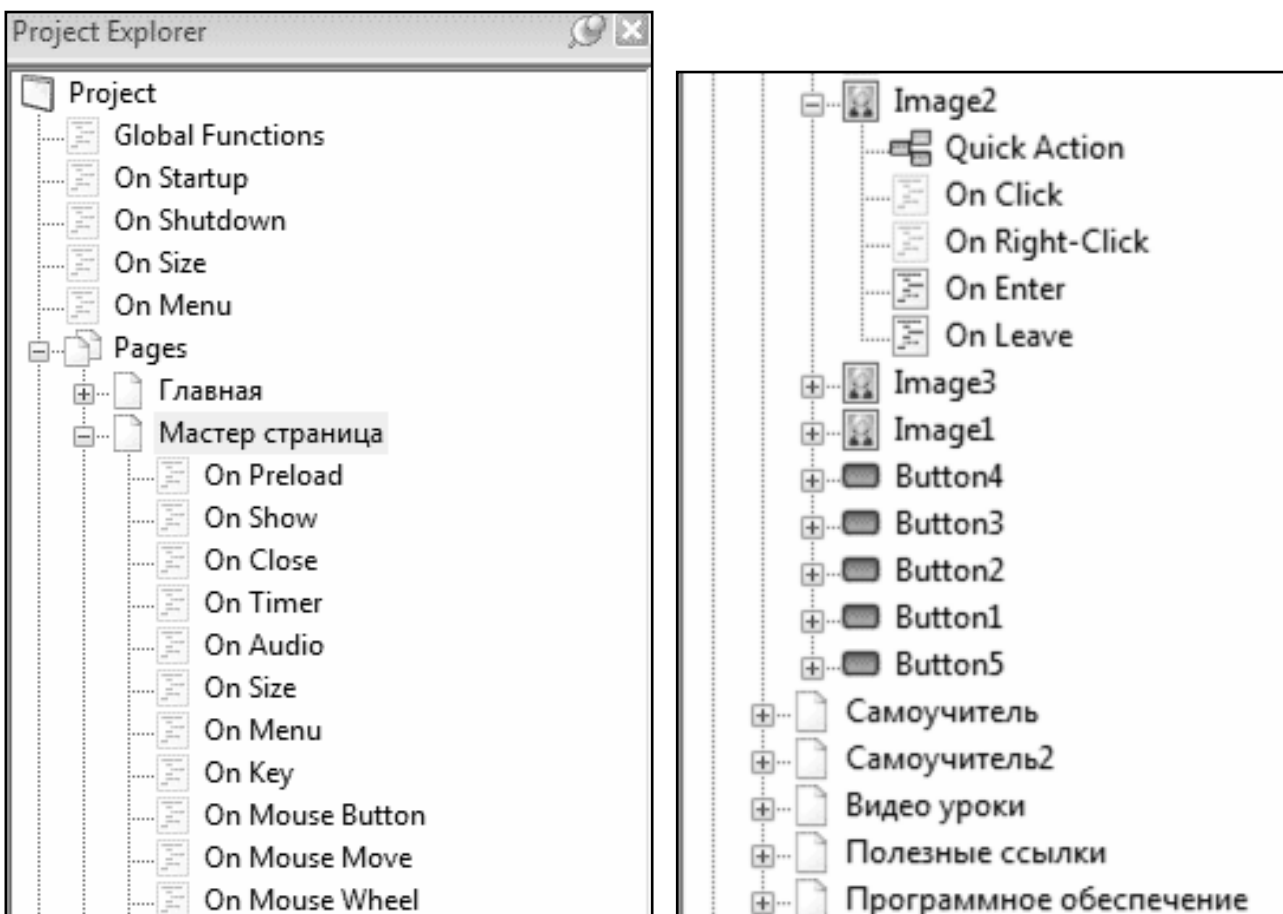 Project Explorer
Project
Global Functions
On Startup
On Shutdown
On Size
On Menu
Pages
Главная
Мастер страница
On Preload
On Show
On Close
On Timer
On Audio
On Size
On Menu
On Key
On Mouse Button
On Mouse Move
On Mouse Wheel
Image2
Quick Action
On Click
On Right-Click
On Enter
On Leave
Image3
Image1
Button4
Button3
Button2
Button1
Button5
Самоучитель
Самоучитель2
Видео уроки
Полезные ссылки
Программное обеспечение